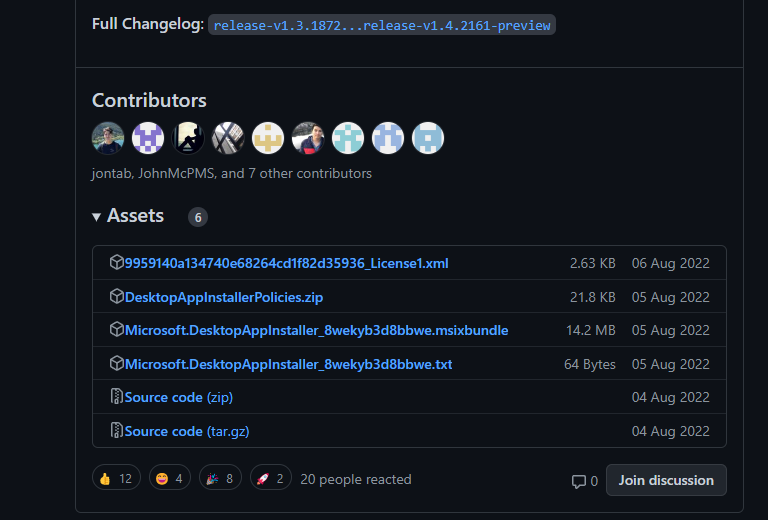 Full Changelog: release-v1.3.1872...release-v1.4.2161-preview
Contributors
jontab, JohnMcPMS, and 7 other contributors
Assets 6
9959140a134740e68264cd1f82d35936_License1.xml 2.63 KB 06 Aug 2022
DesktopAppInstallerPolicies.zip 21.8 KB 05 Aug 2022
Microsoft.DesktopAppInstaller_8wekyb3d8bbwe.msixbundle 14.2 MB 05 Aug 2022
Microsoft.DesktopAppInstaller_8wekyb3d8bbwe.txt 64 Bytes 05 Aug 2022
Source code (zip) 04 Aug 2022
Source code (tar.gz) 04 Aug 2022
12 4 8 2 20 people reacted 0 Join discussion